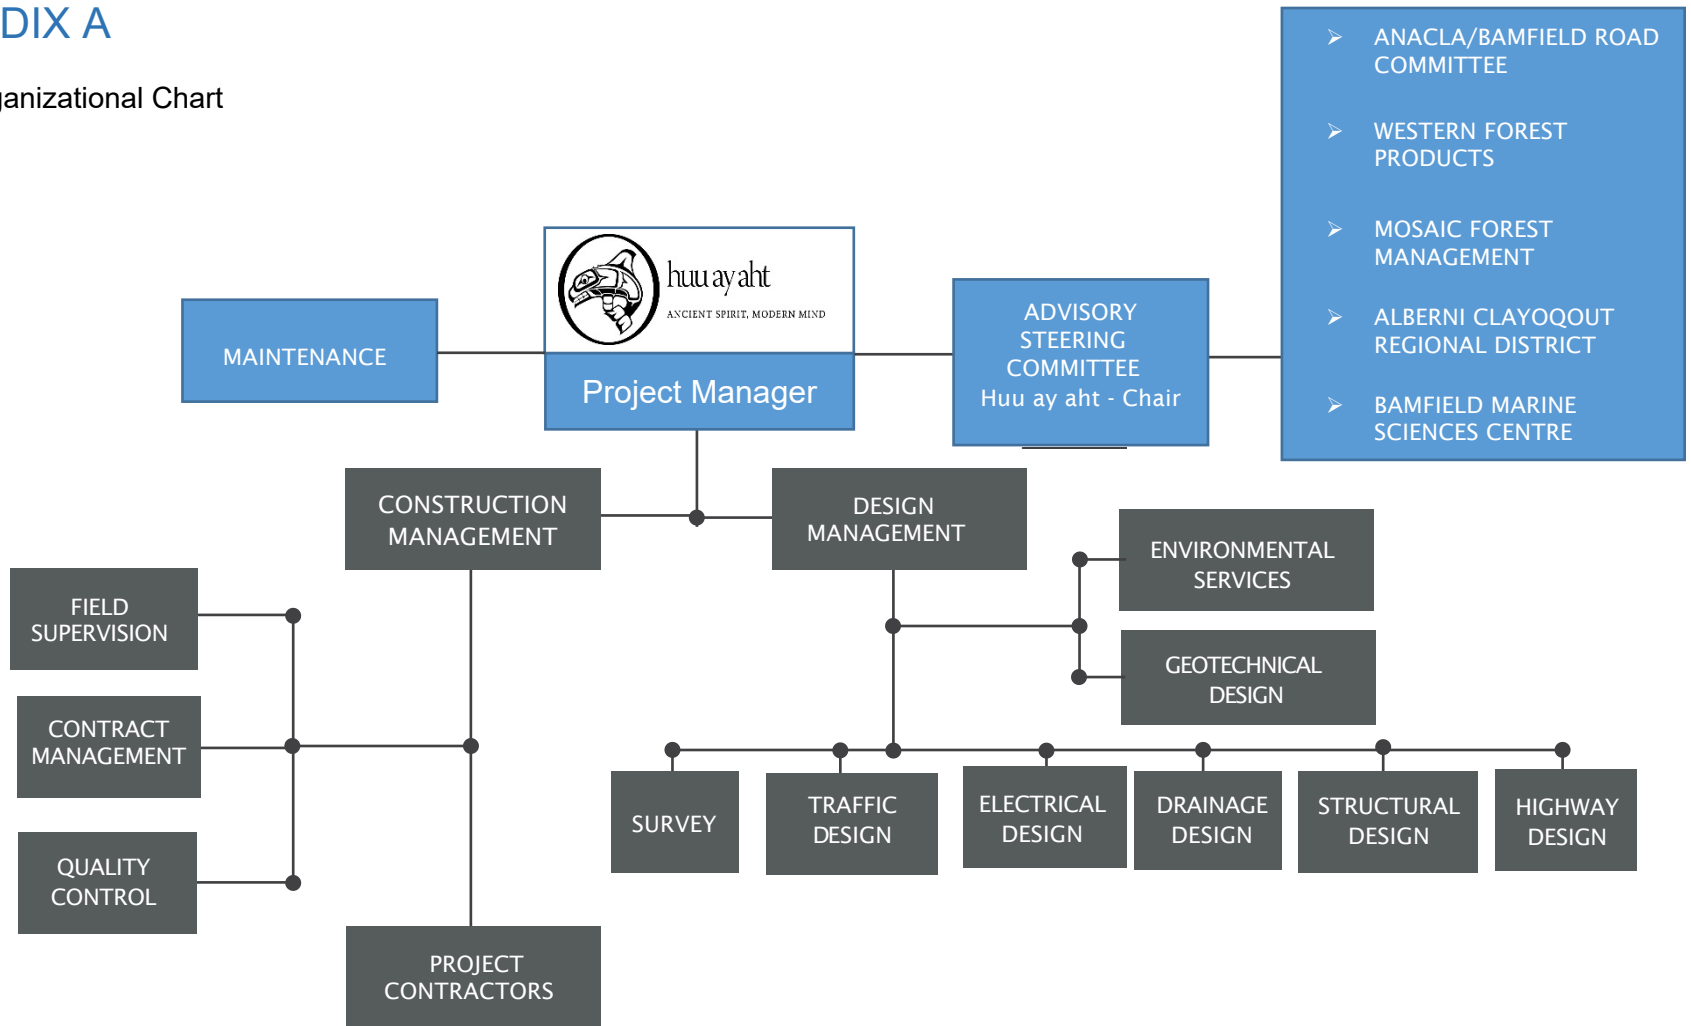 DIX A
ganizational Chart
➢ ANACLA/BAMFIELD ROAD
COMMITTEE
➢ WESTERN FOREST
PRODUCTS
➢ MOSAIC FOREST
MANAGEMENT
➢ ALBERNI CLAYOQOUT
REGIONAL DISTRICT
➢ BAMFIELD MARINE
SCIENCES CENTRE
huu ay aht
ANCIENT SPIRIT, MODERN MIND
Project Manager
MAINTENANCE
ADVISORY
STEERING
COMMITTEE
Huu ay aht - Chair
CONSTRUCTION
MANAGEMENT
DESIGN
MANAGEMENT
ENVIRONMENTAL
SERVICES
GEOTECHNICAL
DESIGN
FIELD
SUPERVISION
CONTRACT
MANAGEMENT
QUALITY
CONTROL
PROJECT
CONTRACTORS
SURVEY
TRAFFIC
DESIGN
ELECTRICAL
DESIGN
DRAINAGE
DESIGN
STRUCTURAL
DESIGN
HIGHWAY
DESIGN